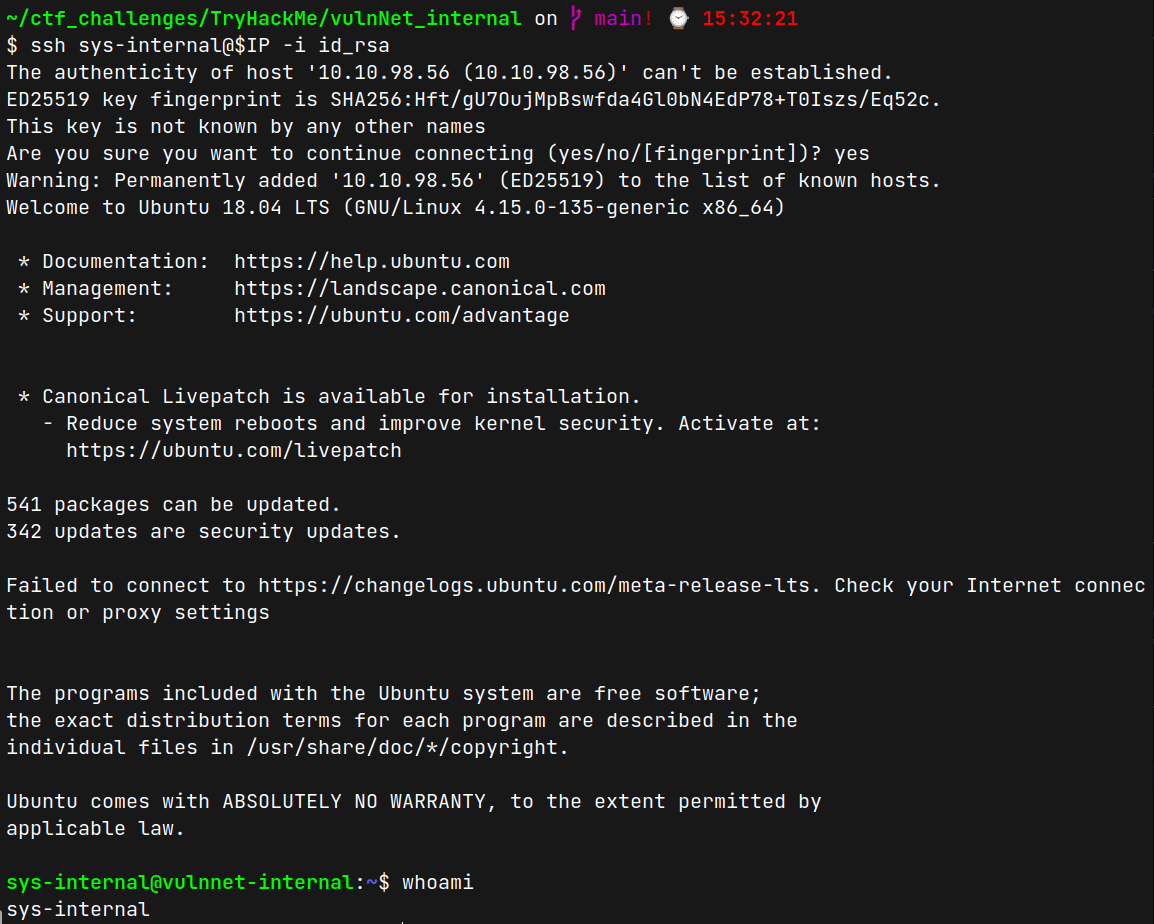 ~/ctf_challenges/TryHackMe/vulnNet_internal on main! ⌚ 15:32:21
$ ssh sys-internal@$IP -i id_rsa
The authenticity of host '10.10.98.56 (10.10.98.56)' can't be established.
ED25519 key fingerprint is SHA256:Hft/gU7OujMpBswfda4Gl0bN4EdP78+T0Iszs/Eq52c.
This key is not known by any other names
Are you sure you want to continue connecting (yes/no/[fingerprint])? yes
Warning: Permanently added '10.10.98.56' (ED25519) to the list of known hosts.
Welcome to Ubuntu 18.04 LTS (GNU/Linux 4.15.0-135-generic x86_64)
* Documentation:  https://help.ubuntu.com
* Management:     https://landscape.canonical.com
* Support:        https://ubuntu.com/advantage
* Canonical Livepatch is available for installation.
- Reduce system reboots and improve kernel security. Activate at:
https://ubuntu.com/livepatch
541 packages can be updated.
342 updates are security updates.
Failed to connect to https://changelogs.ubuntu.com/meta-release-lts. Check your Internet connec
tion or proxy settings
The programs included with the Ubuntu system are free software;
the exact distribution terms for each program are described in the
individual files in /usr/share/doc/*/copyright.
Ubuntu comes with ABSOLUTELY NO WARRANTY, to the extent permitted by
applicable law.
sys-internal@vulnnet-internal:~$ whoami
sys-internal